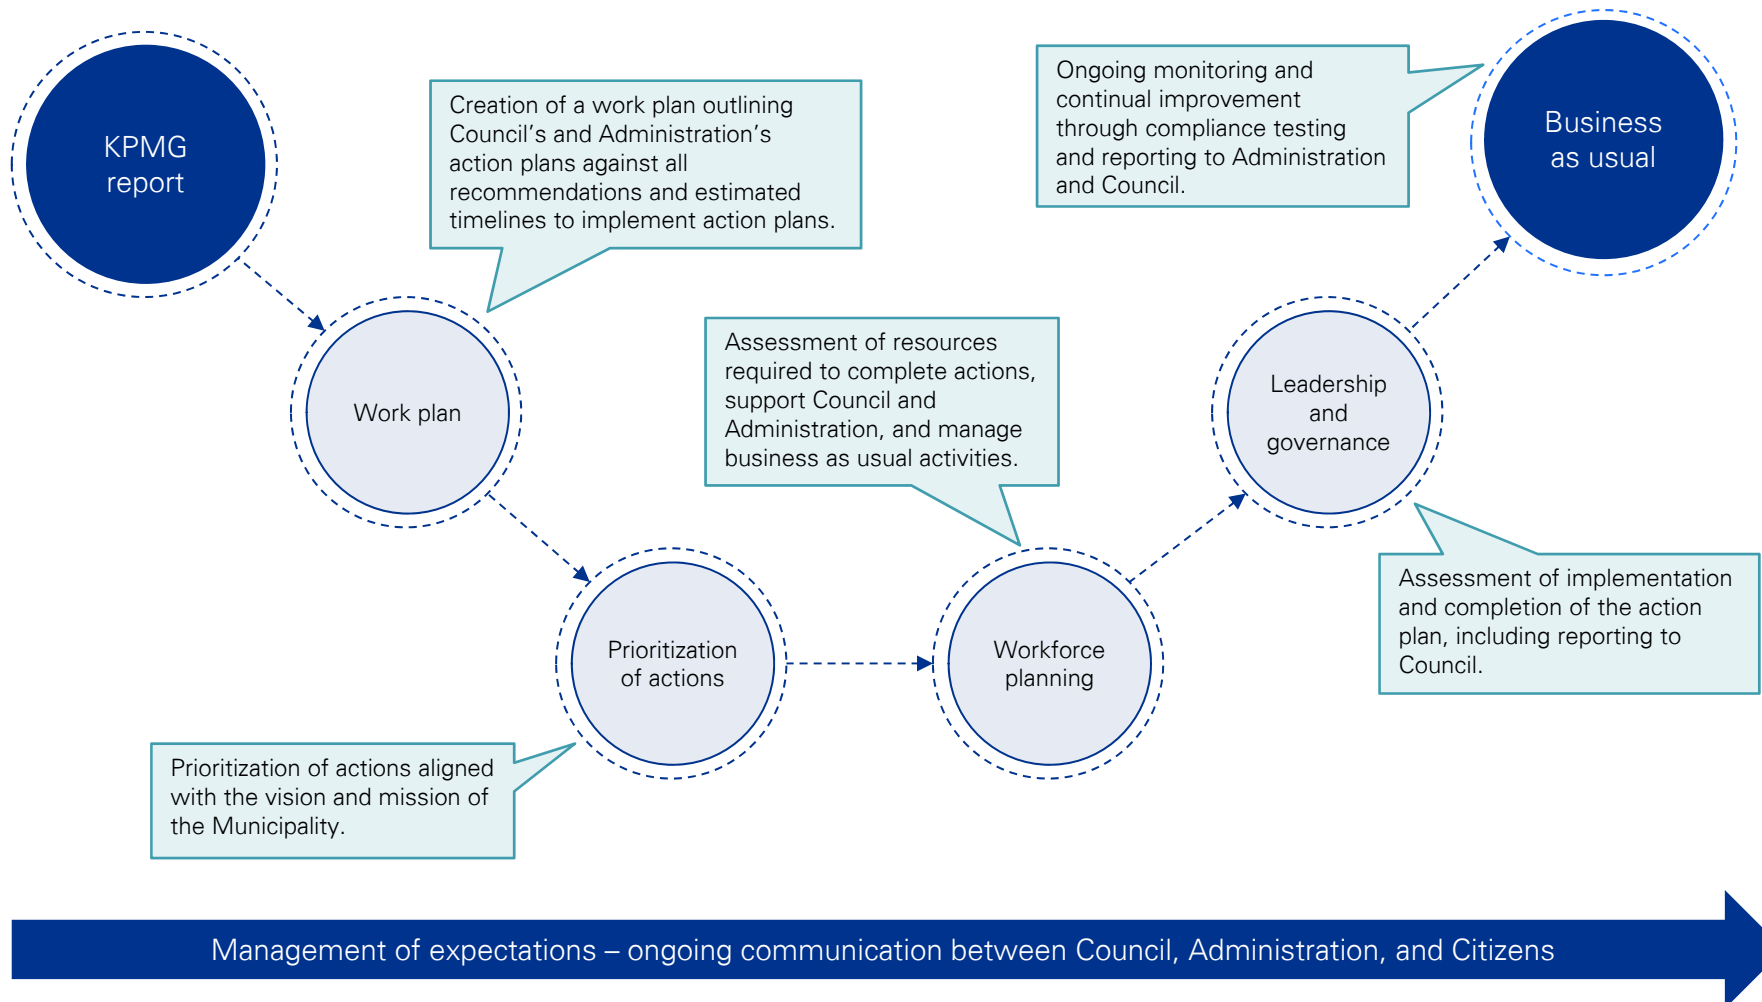 KPMG
report
Creation of a work plan outlining
Council’s and Administration’s
action plans against all
recommendations and estimated
timelines to implement action plans.
Work plan
Prioritization
of actions
Prioritization of actions aligned
with the vision and mission of
the Municipality.
Assessment of resources
required to complete actions,
support Council and
Administration, and manage
business as usual activities.
Workforce
planning
Leadership
and
governance
Assessment of implementation
and completion of the action
plan, including reporting to
Council.
Ongoing monitoring and
continual improvement
through compliance testing
and reporting to Administration
and Council.
Business
as usual
Management of expectations – ongoing communication between Council, Administration, and Citizens